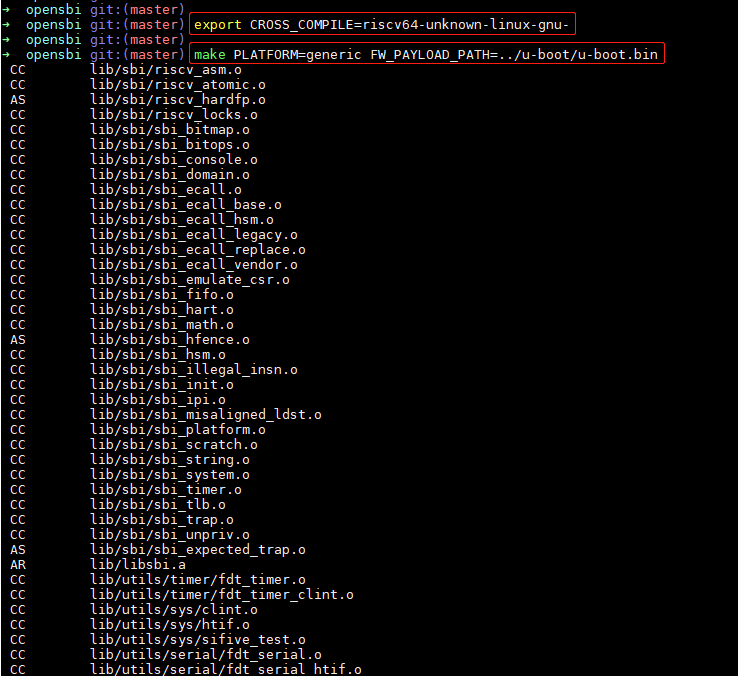 ➜ opensbi git:(master)
➜ opensbi git:(master) export CROSS_COMPILE=riscv64-unknown-linux-gnu-
➜ opensbi git:(master)
➜ opensbi git:(master) make PLATFORM=generic FW_PAYLOAD_PATH=../u-boot/u-boot.bin
CC lib/sbi/riscv_asm.o
CC lib/sbi/riscv_atomic.o
AS lib/sbi/riscv_hardfp.o
CC lib/sbi/riscv_locks.o
CC lib/sbi/sbi_bitmap.o
CC lib/sbi/sbi_bitops.o
CC lib/sbi/sbi_console.o
CC lib/sbi/sbi_domain.o
CC lib/sbi/sbi_ecall.o
CC lib/sbi/sbi_ecall_base.o
CC lib/sbi/sbi_ecall_hsm.o
CC lib/sbi/sbi_ecall_legacy.o
CC lib/sbi/sbi_ecall_replace.o
CC lib/sbi/sbi_ecall_vendor.o
CC lib/sbi/sbi_emulate_csr.o
CC lib/sbi/sbi_fifo.o
CC lib/sbi/sbi_hart.o
CC lib/sbi/sbi_math.o
AS lib/sbi/sbi_hfence.o
CC lib/sbi/sbi_hsm.o
CC lib/sbi/sbi_illegal_insn.o
CC lib/sbi/sbi_init.o
CC lib/sbi/sbi_ipi.o
CC lib/sbi/sbi_misaligned_ldst.o
CC lib/sbi/sbi_platform.o
CC lib/sbi/sbi_scratch.o
CC lib/sbi/sbi_string.o
CC lib/sbi/sbi_system.o
CC lib/sbi/sbi_timer.o
CC lib/sbi/sbi_tlb.o
CC lib/sbi/sbi_trap.o
CC lib/sbi/sbi_unpriv.o
AS lib/sbi/sbi_expected_trap.o
AR lib/libsbi.a
CC lib/utils/timer/fdt_timer.o
CC lib/utils/timer/fdt_timer_clint.o
CC lib/utils/sys/clint.o
CC lib/utils/sys/htif.o
CC lib/utils/sys/sifive_test.o
CC lib/utils/serial/fdt_serial.o
CC lib/utils/serial/fdt_serial_htif.o